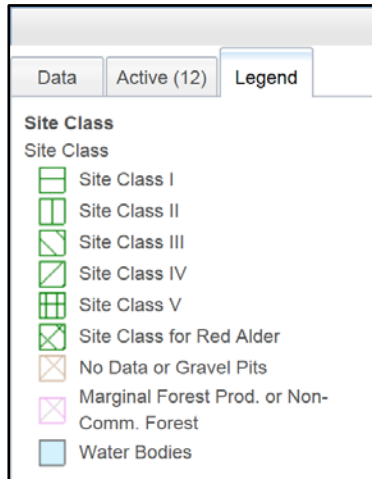 Data Active (12) Legend
Site Class
Site Class
Site Class I
Site Class II
Site Class III
Site Class IV
Site Class V
Site Class for Red Alder
No Data or Gravel Pits
Marginal Forest Prod. or Non-
Comm. Forest
Water Bodies